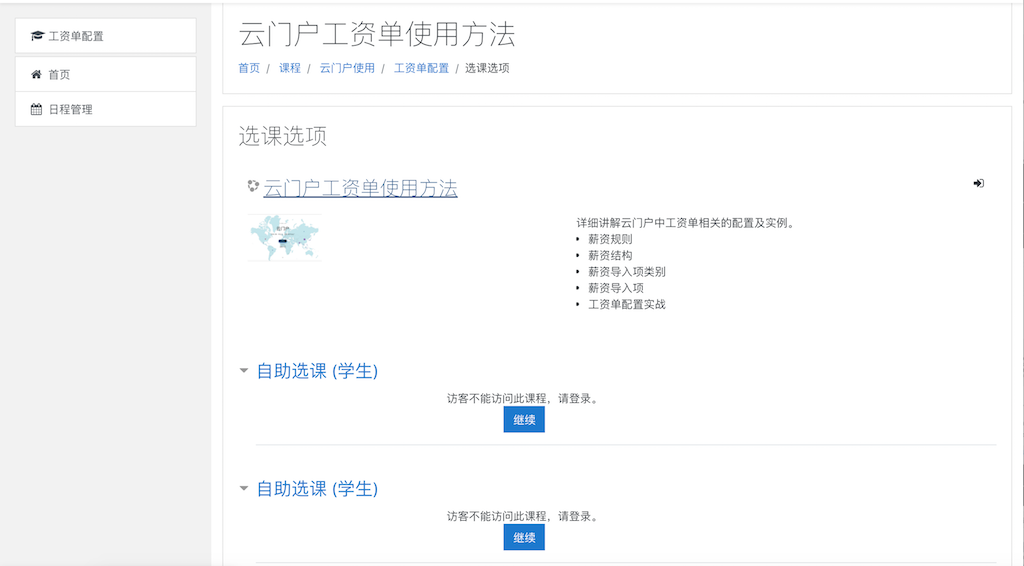 工资单配置
首页
日程管理
云门户工资单使用方法
首页 / 课程 / 云门户使用 / 工资单配置 / 选课选项
选课选项
云门户工资单使用方法
详细讲解云门户中工资单相关的配置及实例。
• 薪资规则
• 薪资结构
• 薪资导入项类别
• 薪资导入项
• 工资单配置实战
自助选课 (学生)
访客不能访问此课程，请登录。
继续
自助选课 (学生)
访客不能访问此课程，请登录。
继续